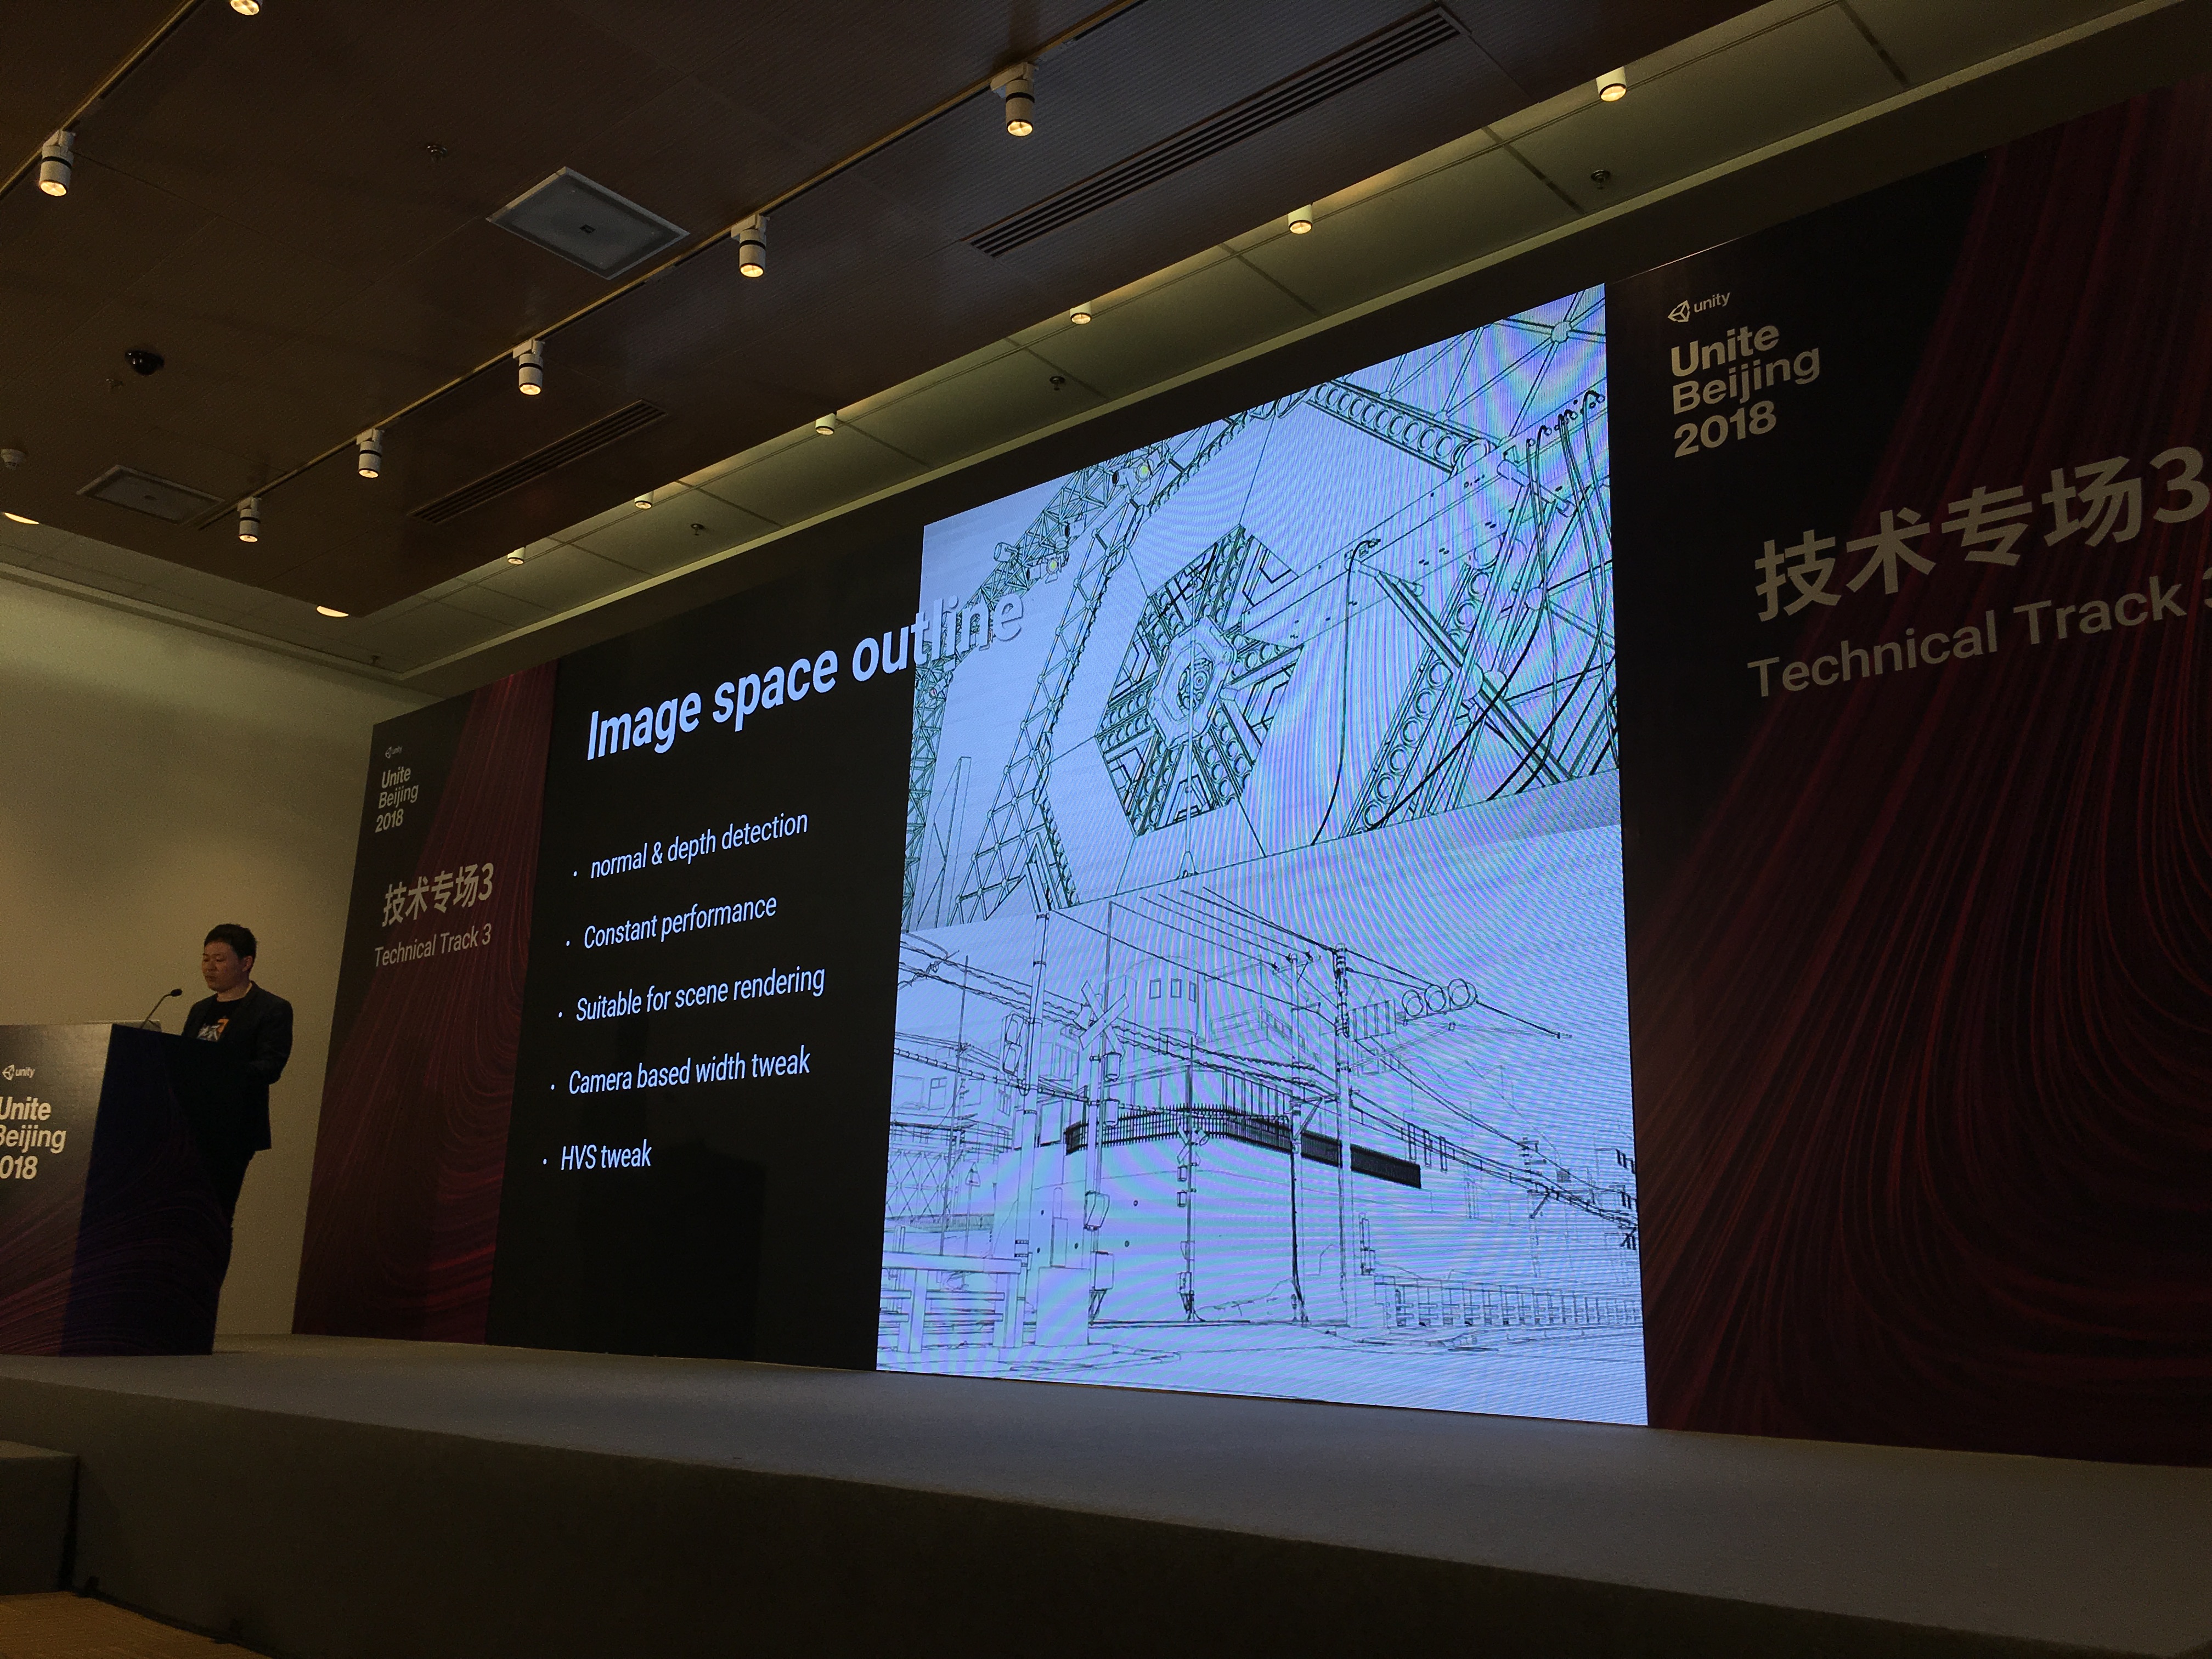 unity
Unite
Beijing
2018
技术专场3
Technical Track 3
Image space outline
• normal & depth detection
• Constant performance
• Suitable for scene rendering
• Camera based width tweak
• HVS tweak
unity
Unite
Beijing
2018
技术专场3
Technical Track 3
unity
Unite
Beijing
018